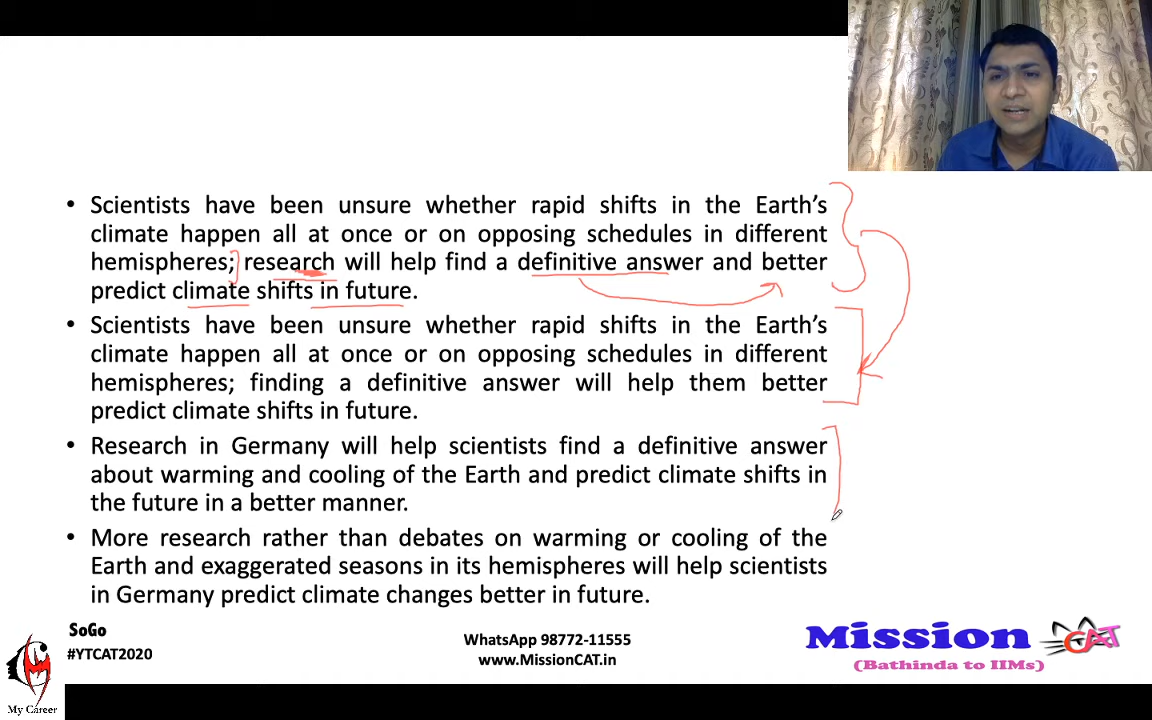 • Scientists have been unsure whether rapid shifts in the Earth's
climate happen all at once or on opposing schedules in different
hemispheres; research will help find a definitive answer and better
predict climate shifts in future.
• Scientists have been unsure whether rapid shifts in the Earth's
climate happen all at once or on opposing schedules in different
hemispheres; finding a definitive answer will help them better
predict climate shifts in future.
• Research in Germany will help scientists find a definitive answer
about warming and cooling of the Earth and predict climate shifts in
the future in a better manner.
• More research rather than debates on warming or cooling of the
Earth and exaggerated seasons in its hemispheres will help scientists
in Germany predict climate changes better in future.
SoGo
#YTCAT2020
WhatsApp 98772-11555
www.MissionCAT.in
Mission CAT
(Bathinda to IIMs)
My Career